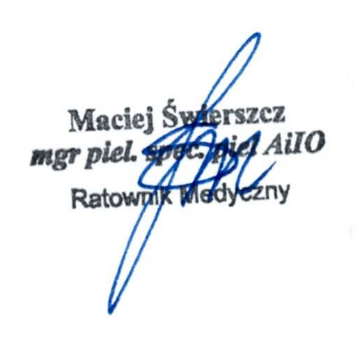 Maciej Świerszcz
mgr piel. spec. piel AiIO
Ratownik Medyczny